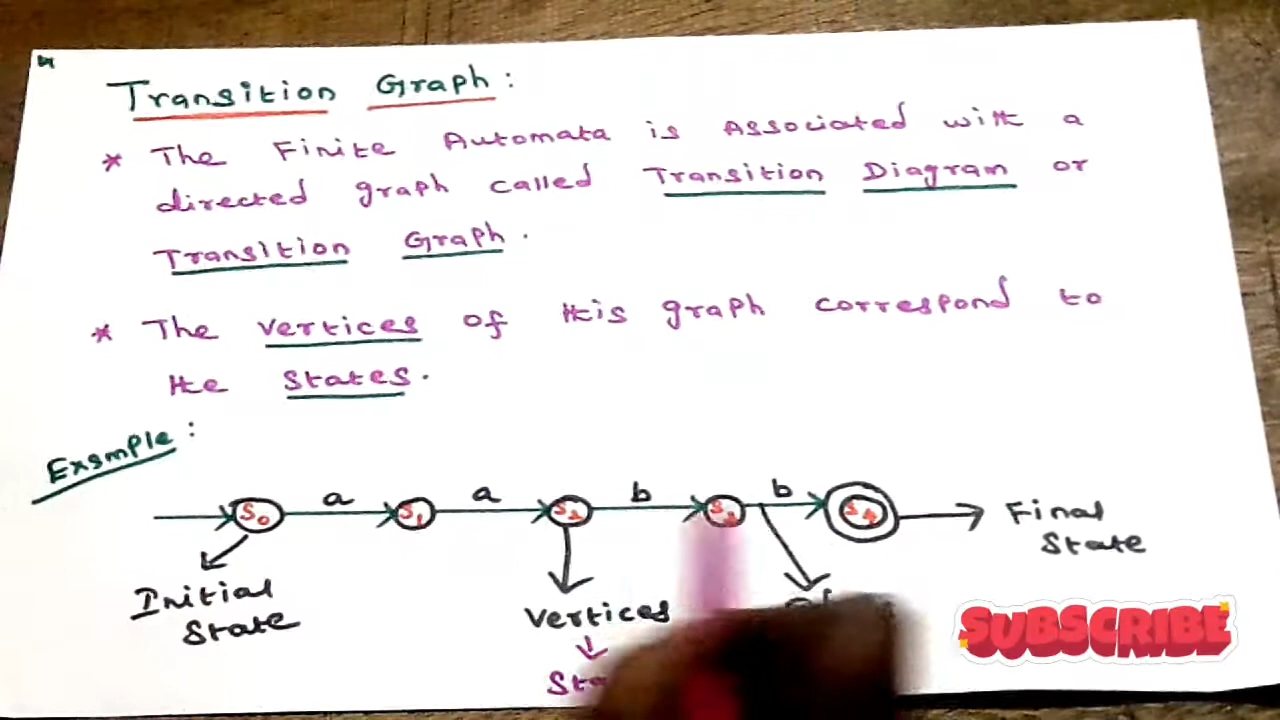 Transition Graph:
* The Finite Automata is Associated with a
directed graph called Transition Diagram or
Transition Graph.
* The vertices of this graph correspond to
the States.
Exsmple:
a a b b
S0 S1 S2 S3 S4
Final
State
Initial
State
Vertices
SUBSCRIBE